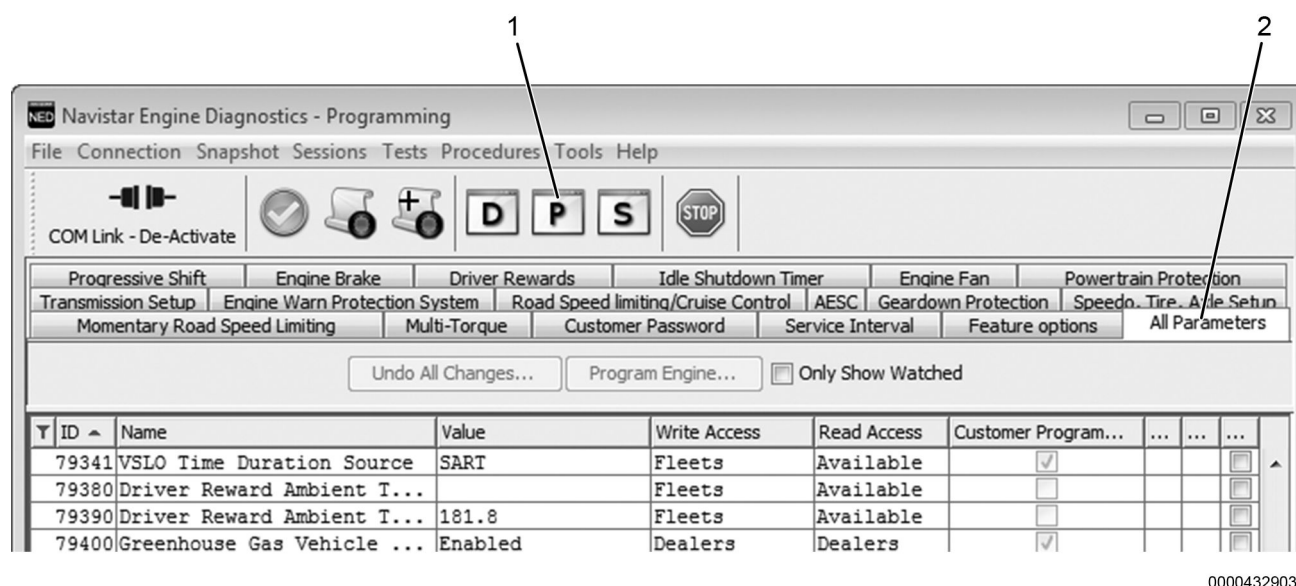 1 2
NED Navistar Engine Diagnostics - Programming
File Connection Snapshot Sessions Tests Procedures Tools Help
D P S STOP
COM Link - De-Activate
Progressive Shift Engine Brake Driver Rewards Idle Shutdown Timer Engine Fan Powertrain Protection
Transmission Setup Engine Warn Protection System Road Speed limiting/Cruise Control AESC Geardown Protection Speedo, Tire, Axle Setup
Momentary Road Speed Limiting Multi-Torque Customer Password Service Interval Feature options All Parameters
Undo All Changes... Program Engine... Only Show Watched
ID Name Value Write Access Read Access Customer Program... ... ... ...
79341 VSLO Time Duration Source SART Fleets Available
79380 Driver Reward Ambient T... Fleets Available
79390 Driver Reward Ambient T... 181.8 Fleets Available
79400 Greenhouse Gas Vehicle ... Enabled Dealers Dealers
0000432903